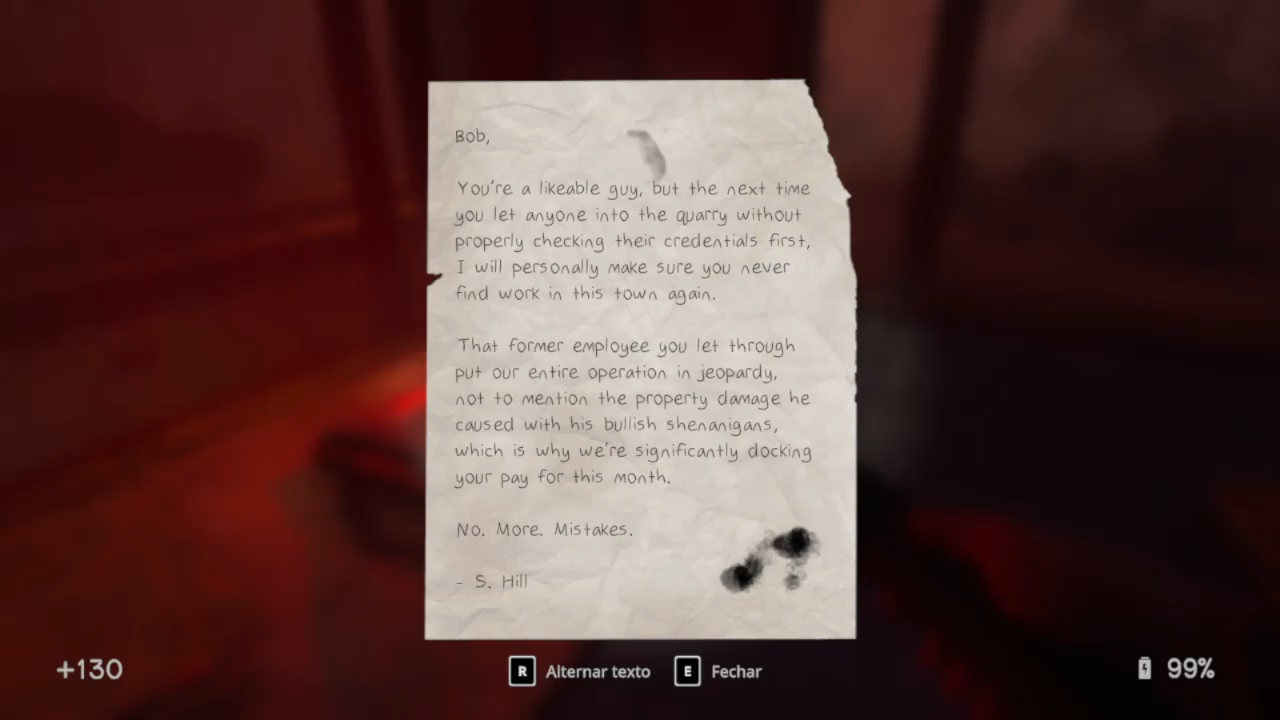 Bob,
You're a likeable guy, but the next time
you let anyone into the quarry without
properly checking their credentials first,
I will personally make sure you never
find work in this town again.
That former employee you let through
put our entire operation in jeopardy,
not to mention the property damage he
caused with his bullish shenanigans,
which is why we're significantly docking
your pay for this month.
No. More. Mistakes.
- S. Hill
+130
R Alternar texto E Fechar
99%